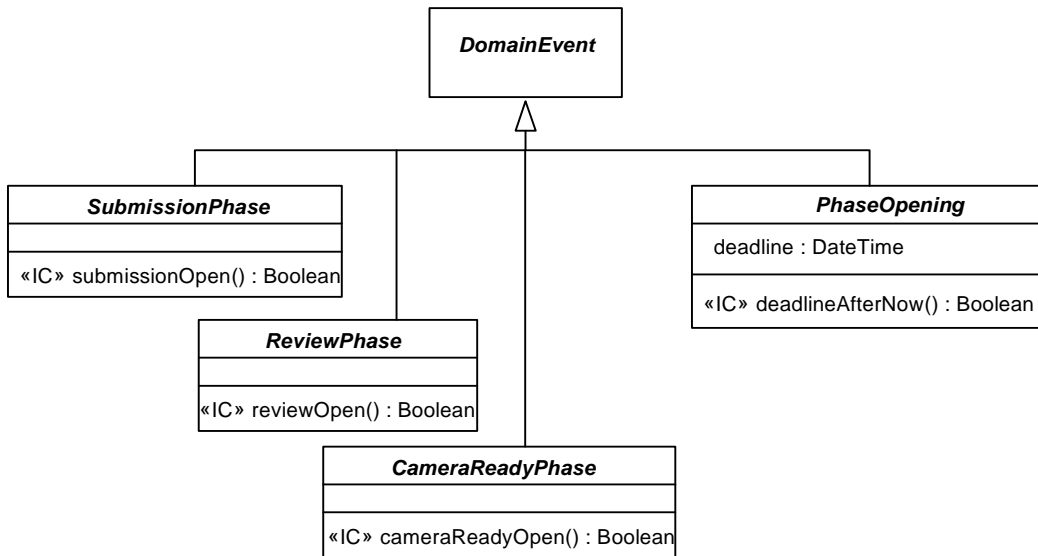 DomainEvent
SubmissionPhase
«IC» submissionOpen() : Boolean
PhaseOpening
deadline : DateTime
«IC» deadlineAfterNow() : Boolean
ReviewPhase
«IC» reviewOpen() : Boolean
CameraReadyPhase
«IC» cameraReadyOpen() : Boolean